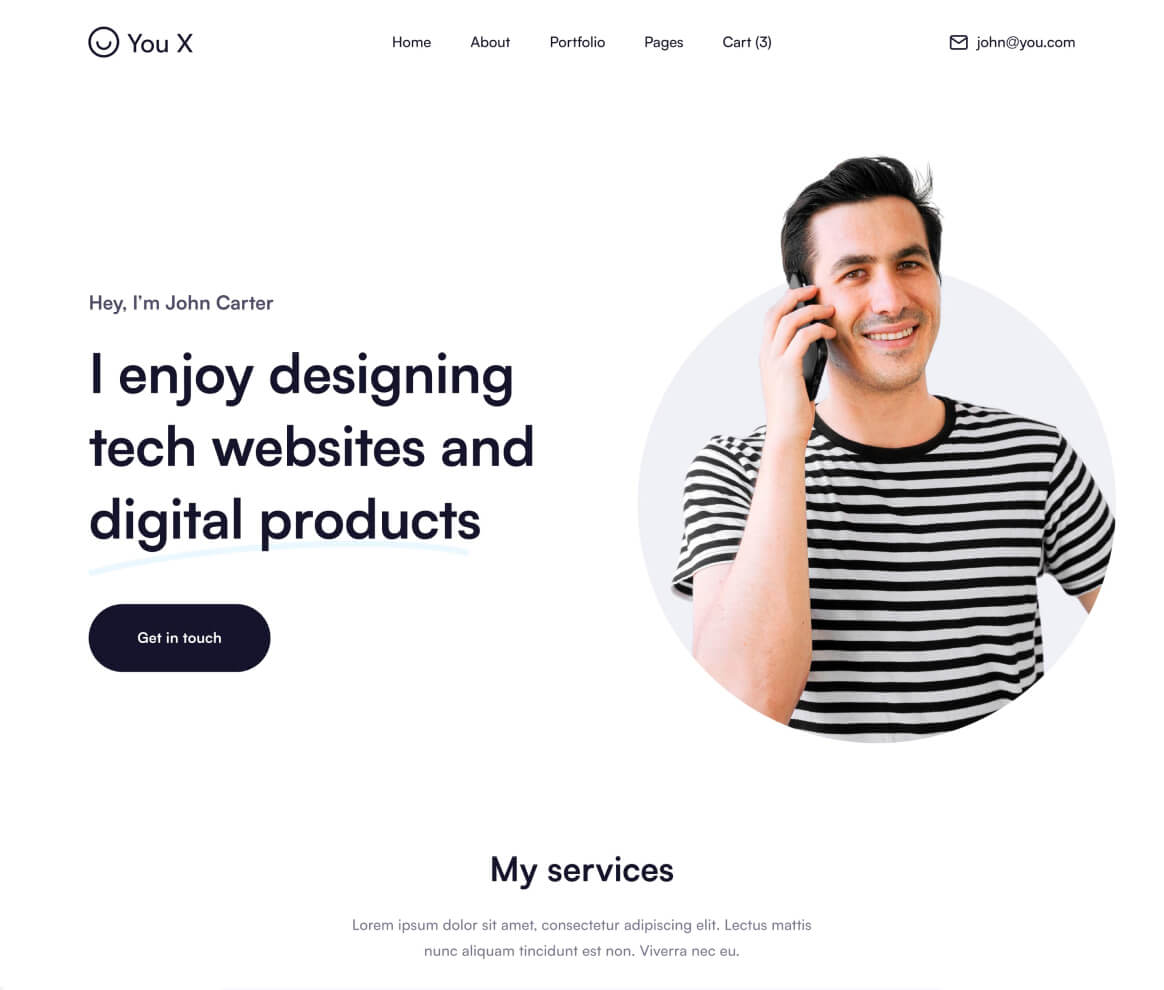 You X
Home
About
Portfolio
Pages
Cart (3)
john@you.com
Hey, I’m John Carter
I enjoy designing
tech websites and
digital products
Get in touch
My services
Lorem ipsum dolor sit amet, consectetur adipiscing elit. Lectus mattis
nunc aliquam tincidunt est non. Viverra nec eu.